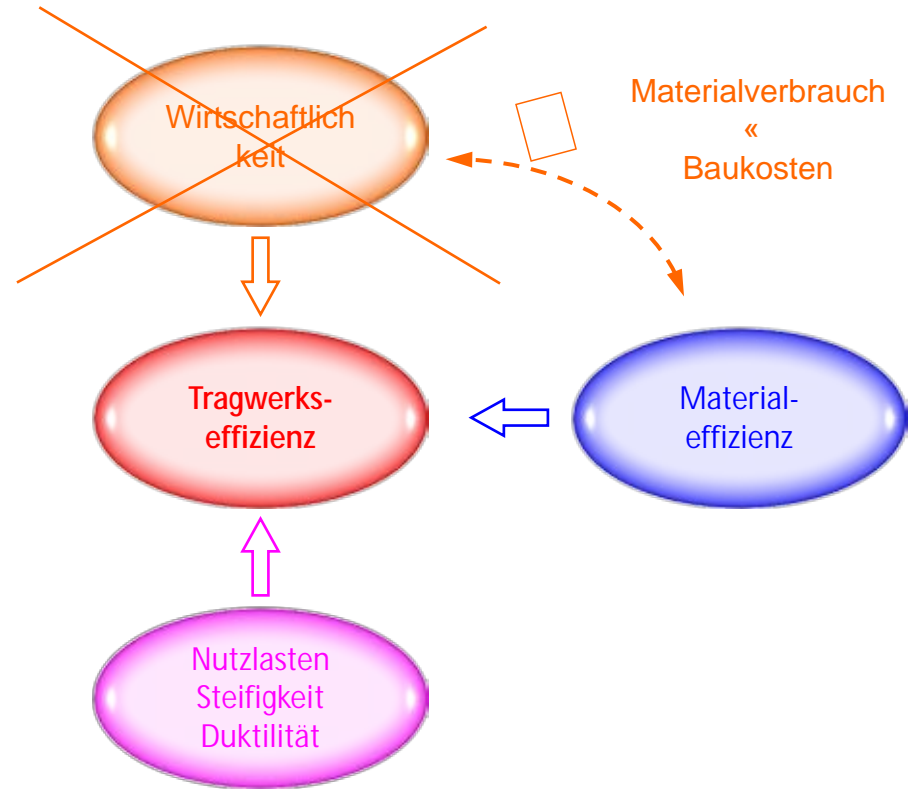 Wirtschaftlich
keit
Materialverbrauch
«
Baukosten
Tragwerks-
effizienz
Material-
effizienz
Nutzlasten
Steifigkeit
Duktilität